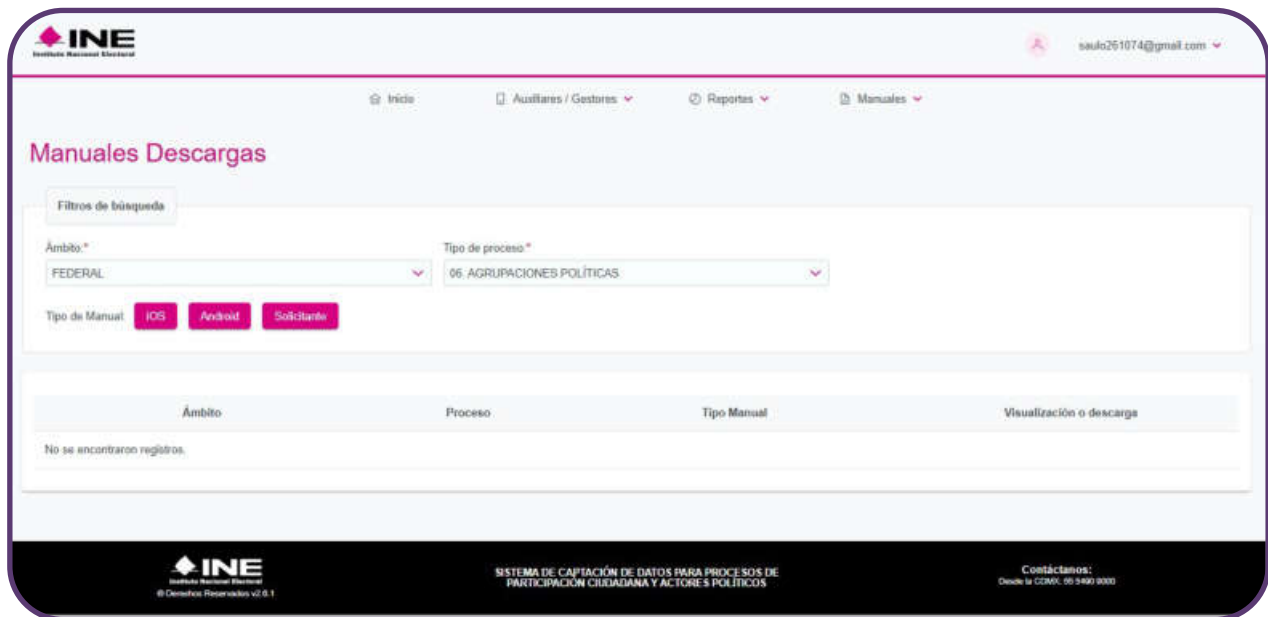 INE
Instituto Nacional Electoral
saulo261074@gmail.com
Inicio Auxiliares / Gestores Reportes Manuales
Manuales Descargas
Filtros de búsqueda
Ámbito:* Tipo de proceso:*
FEDERAL 06. AGRUPACIONES POLÍTICAS
Tipo de Manual: iOS Android Solicitante
Ámbito Proceso Tipo Manual Visualización o descarga
No se encontraron registros.
INE
Instituto Nacional Electoral
© Derechos Reservados v2.6.1
SISTEMA DE CAPTACIÓN DE DATOS PARA PROCESOS DE
PARTICIPACIÓN CIUDADANA Y ACTORES POLÍTICOS
Contáctanos:
Desde la CDMX: 55 5490 9000